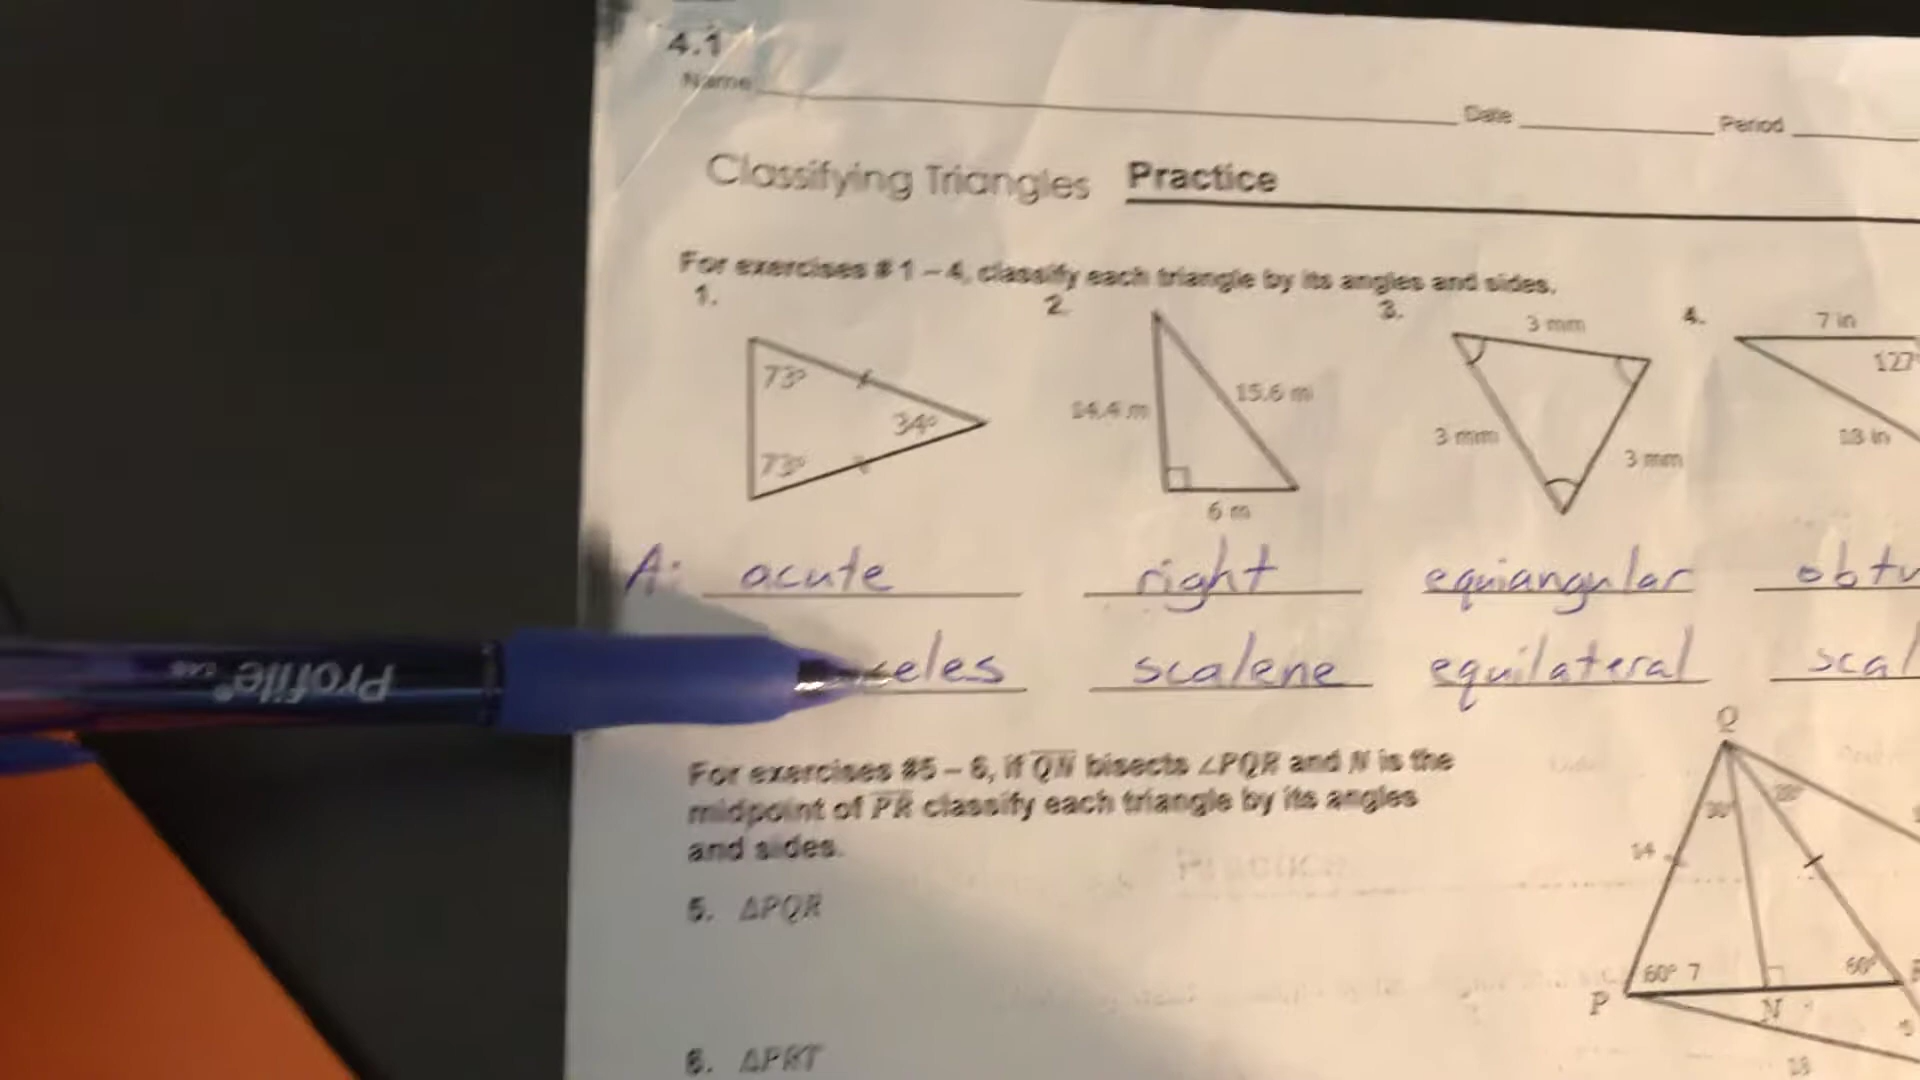 4.1
Name Date Period
Classifying Triangles Practice
For exercises #1 – 4, classify each triangle by its angles and sides.
1. 2. 3. 4.
73° 34° 73°
14.4 m 15.6 m 6 m
3 mm 3 mm 3 mm
7 in 127 13 in
A: acute right equiangular obtu
celes scalene equilateral scal
Profile
For exercises #5 – 6, if QN bisects ∠PQR and N is the
midpoint of PR classify each triangle by its angles
and sides.
5. ΔPQR
6. ΔPRT
Q
30°
14
60° 7 60°
P N
18